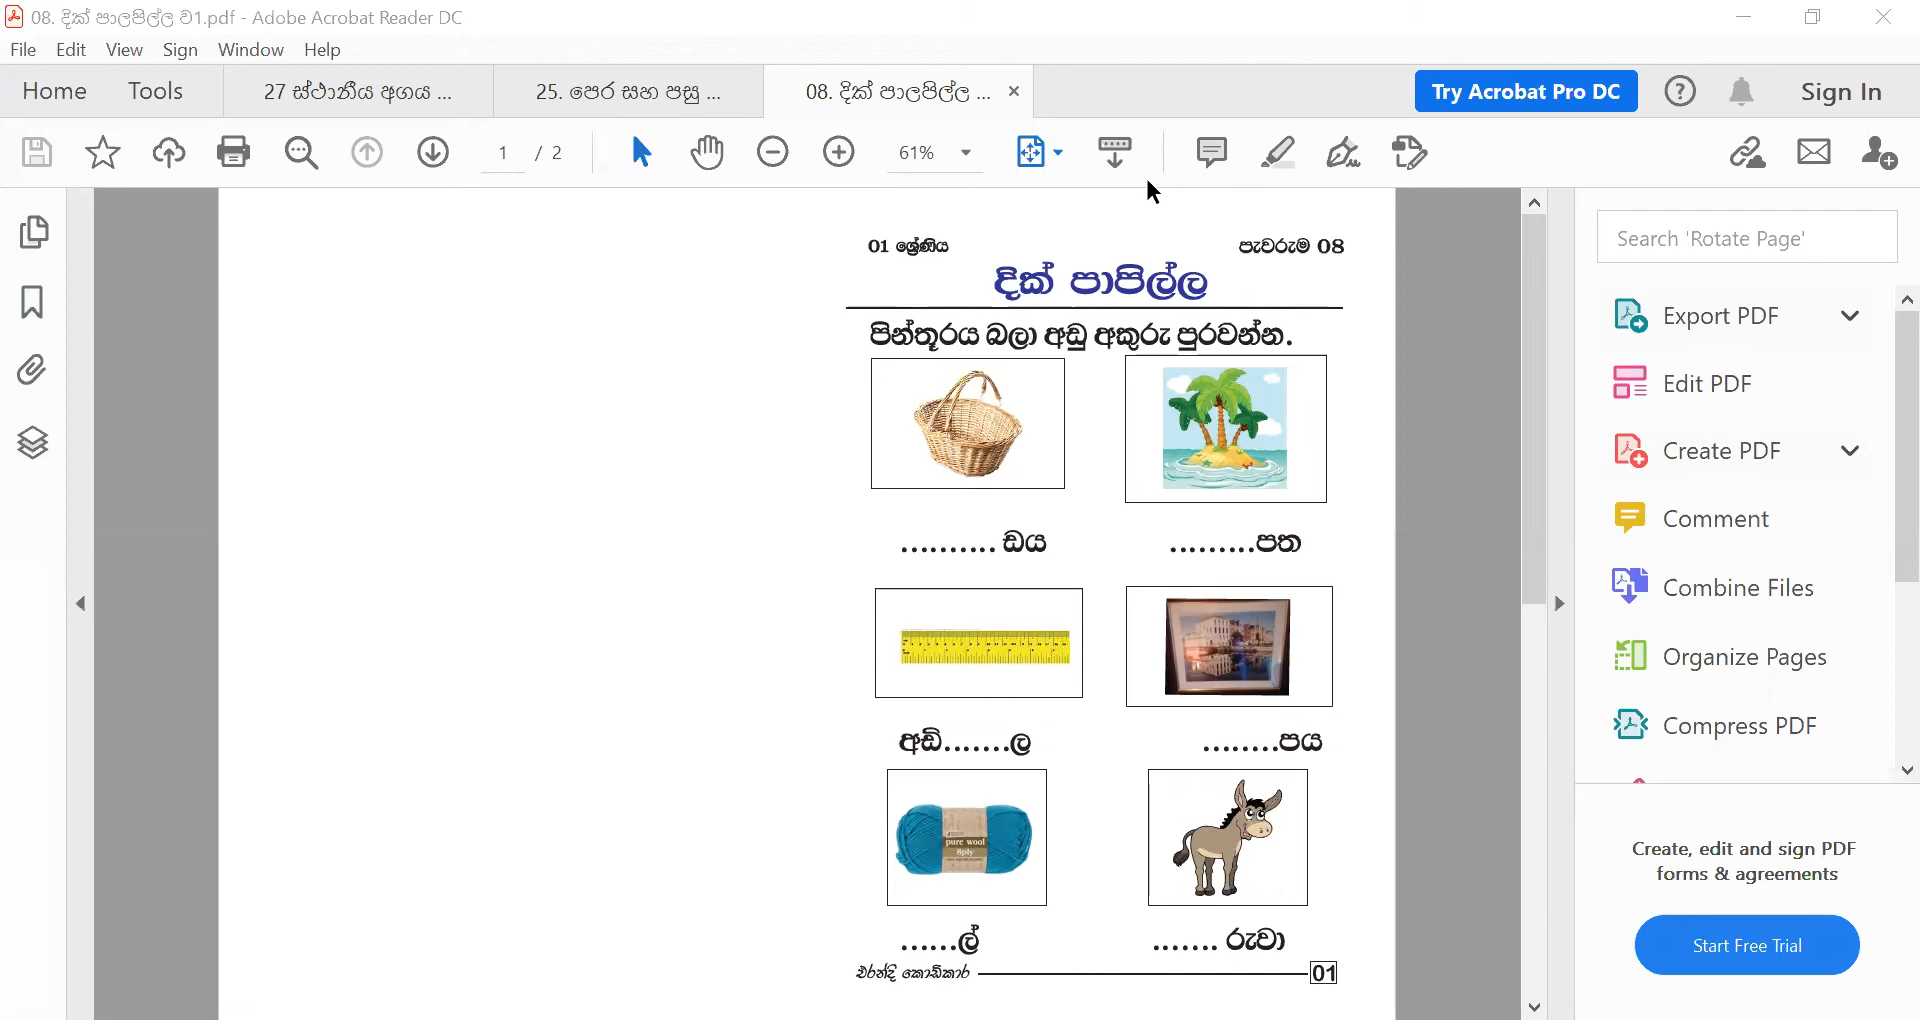 08. දික් පාලපිල්ල ව1.pdf - Adobe Acrobat Reader DC
File Edit View Sign Window Help
Home Tools 27 ස්ථානීය අගය ... 25. පෙර සහ පසු ... 08. දික් පාලපිල්ල ... × Try Acrobat Pro DC Sign In
1 / 2 61%
01 ශ්‍රේණිය පැවරුම 08
දික් පාපිල්ල
පින්තූරය බලා අඩු අකුරු පුරවන්න.
.......... ඩය .........පත
අඩි.......ල ........පය
pure wool
8ply
......ල් ....... රුවා
එරන්දි කොඩිකාර 01
Search 'Rotate Page'
Export PDF
Edit PDF
Create PDF
Comment
Combine Files
Organize Pages
Compress PDF
Create, edit and sign PDF
forms & agreements
Start Free Trial